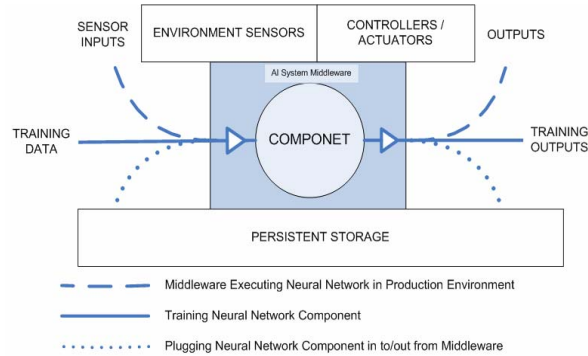 SENSOR
INPUTS
ENVIRONMENT SENSORS
CONTROLLERS /
ACTUATORS
OUTPUTS
AI System Middleware
TRAINING
DATA
COMPONET
TRAINING
OUTPUTS
PERSISTENT STORAGE
Middleware Executing Neural Network in Production Environment
Training Neural Network Component
Plugging Neural Network Component in to/out from Middleware